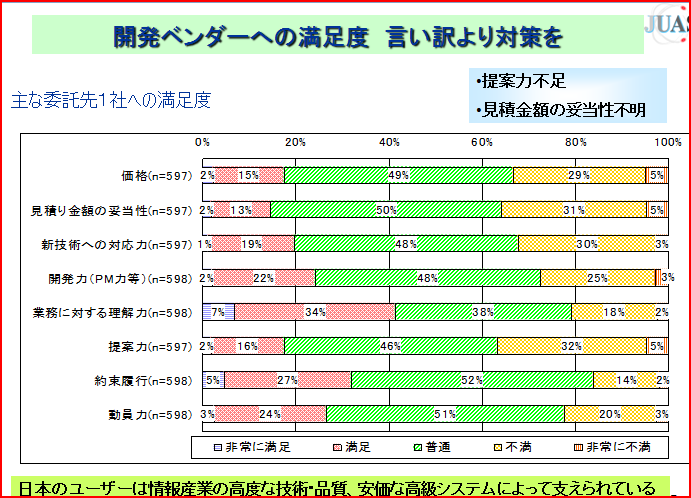 開発ベンダーへの満足度 言い訳より対策を
JUAS
主な委託先1社への満足度
・提案力不足
・見積金額の妥当性不明
0% 20% 40% 60% 80% 100%
価格(n=597) 2% 15% 49% 29% 5%
見積り金額の妥当性(n=597) 2% 13% 50% 31% 5%
新技術への対応力(n=597) 1% 19% 48% 30% 3%
開発力(PM力等)(n=598) 2% 22% 48% 25% 3%
業務に対する理解力(n=598) 7% 34% 38% 18% 2%
提案力(n=597) 2% 16% 46% 32% 5%
約束履行(n=598) 5% 27% 52% 14% 2%
動員力(n=598) 3% 24% 51% 20% 3%
非常に満足 満足 普通 不満 非常に不満
日本のユーザーは情報産業の高度な技術・品質、安価な高級システムによって支えられている